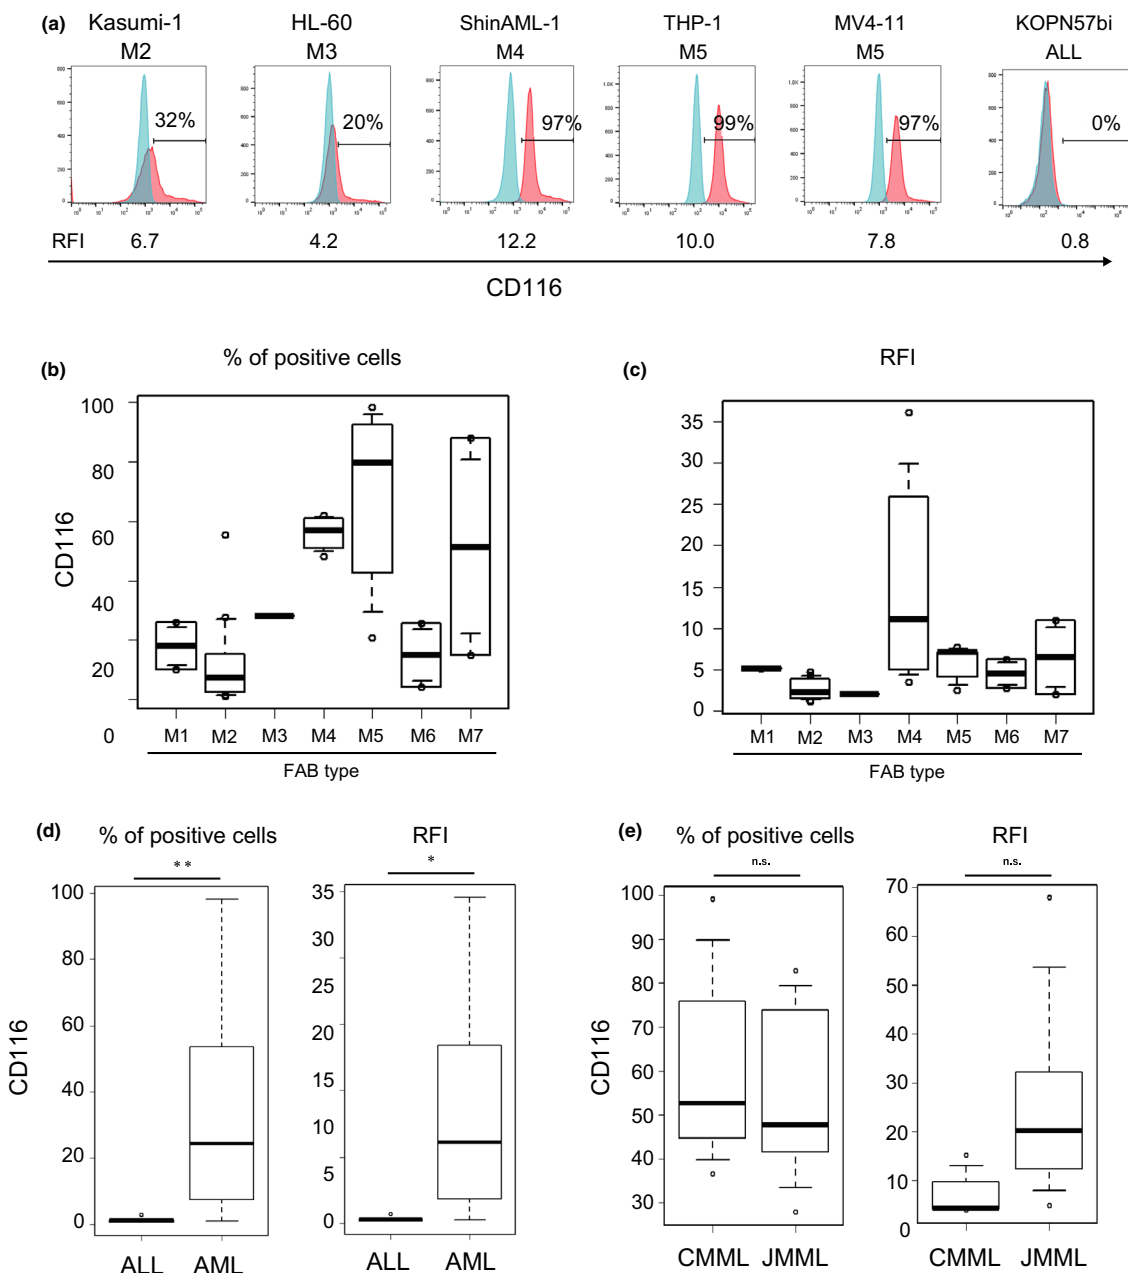 (a) Kasumi-1 HL-60 ShinAML-1 THP-1 MV4-11 KOPN57bi
M2 M3 M4 M5 M5 ALL
32% 20% 97% 99% 97% 0%
RFI 6.7 4.2 12.2 10.0 7.8 0.8
CD116
(b) % of positive cells
CD116
100
80
60
40
20
0
M1 M2 M3 M4 M5 M6 M7
FAB type
(c) RFI
35
30
25
20
15
10
5
0
M1 M2 M3 M4 M5 M6 M7
FAB type
(d) % of positive cells
**
CD116
100
80
60
40
20
0
ALL AML
RFI
*
35
30
25
20
15
10
5
0
ALL AML
(e) % of positive cells
n.s.
CD116
100
90
80
70
60
50
40
30
CMML JMML
RFI
n.s.
70
60
50
40
30
20
10
0
CMML JMML